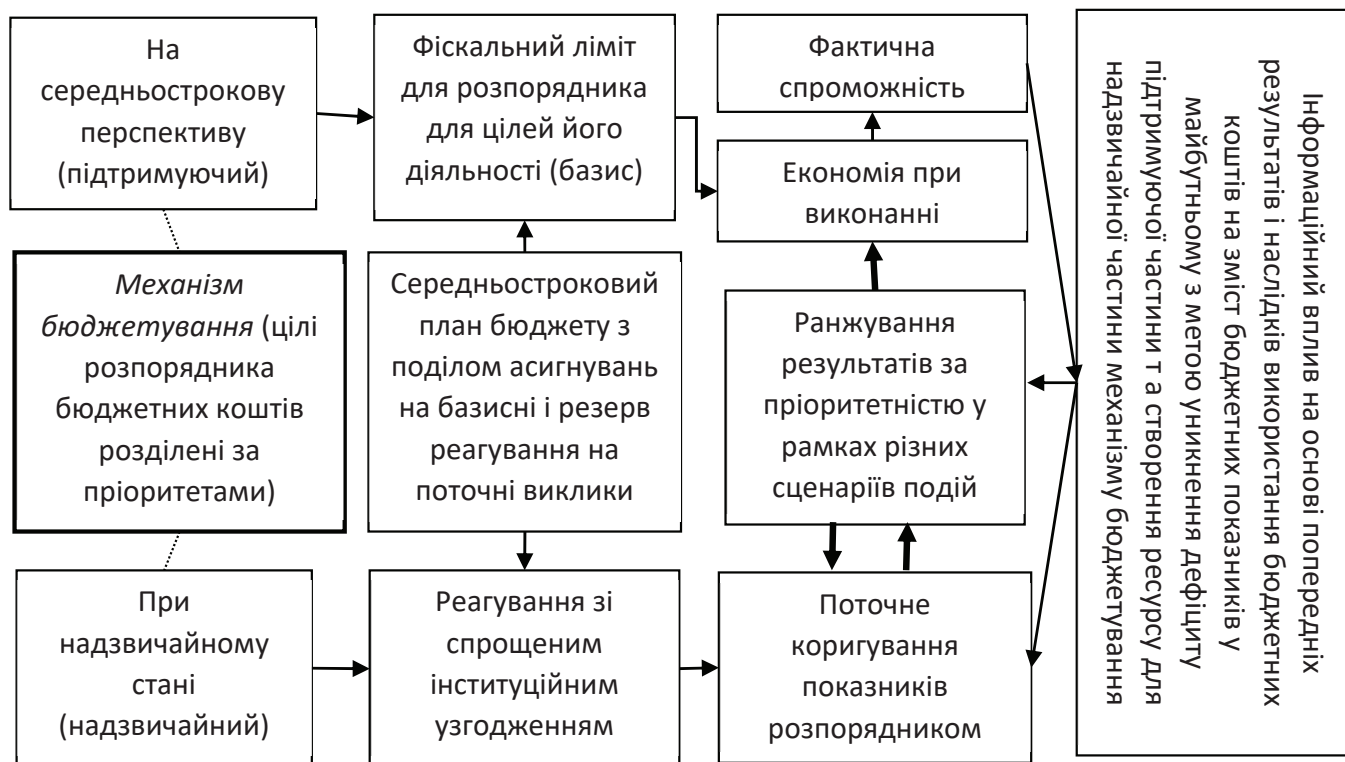 На
середньострокову
перспективу
(підтримуючий)
Фіскальний ліміт
для розпорядника
для цілей його
діяльності (базис)
Фактична
спроможність
Економія при
виконанні
Механізм
бюджетування (цілі
розпорядника
бюджетних коштів
розділені за
пріоритетами)
Середньостроковий
план бюджету з
поділом асигнувань
на базисні і резерв
реагування на
поточні виклики
Ранжування
результатів за
пріоритетністю у
рамках різних
сценаріїв подій
При
надзвичайному
стані
(надзвичайний)
Реагування зі
спрощеним
інституційним
узгодженням
Поточне
коригування
показників
розпорядником
Інформаційний вплив на основі попередніх
результатів і наслідків використання бюджетних
коштів на зміст бюджетних показників у
майбутньому з метою уникнення дефіциту
підтримуючої частини т а створення ресурсу для
надзвичайної частини механізму бюджетування